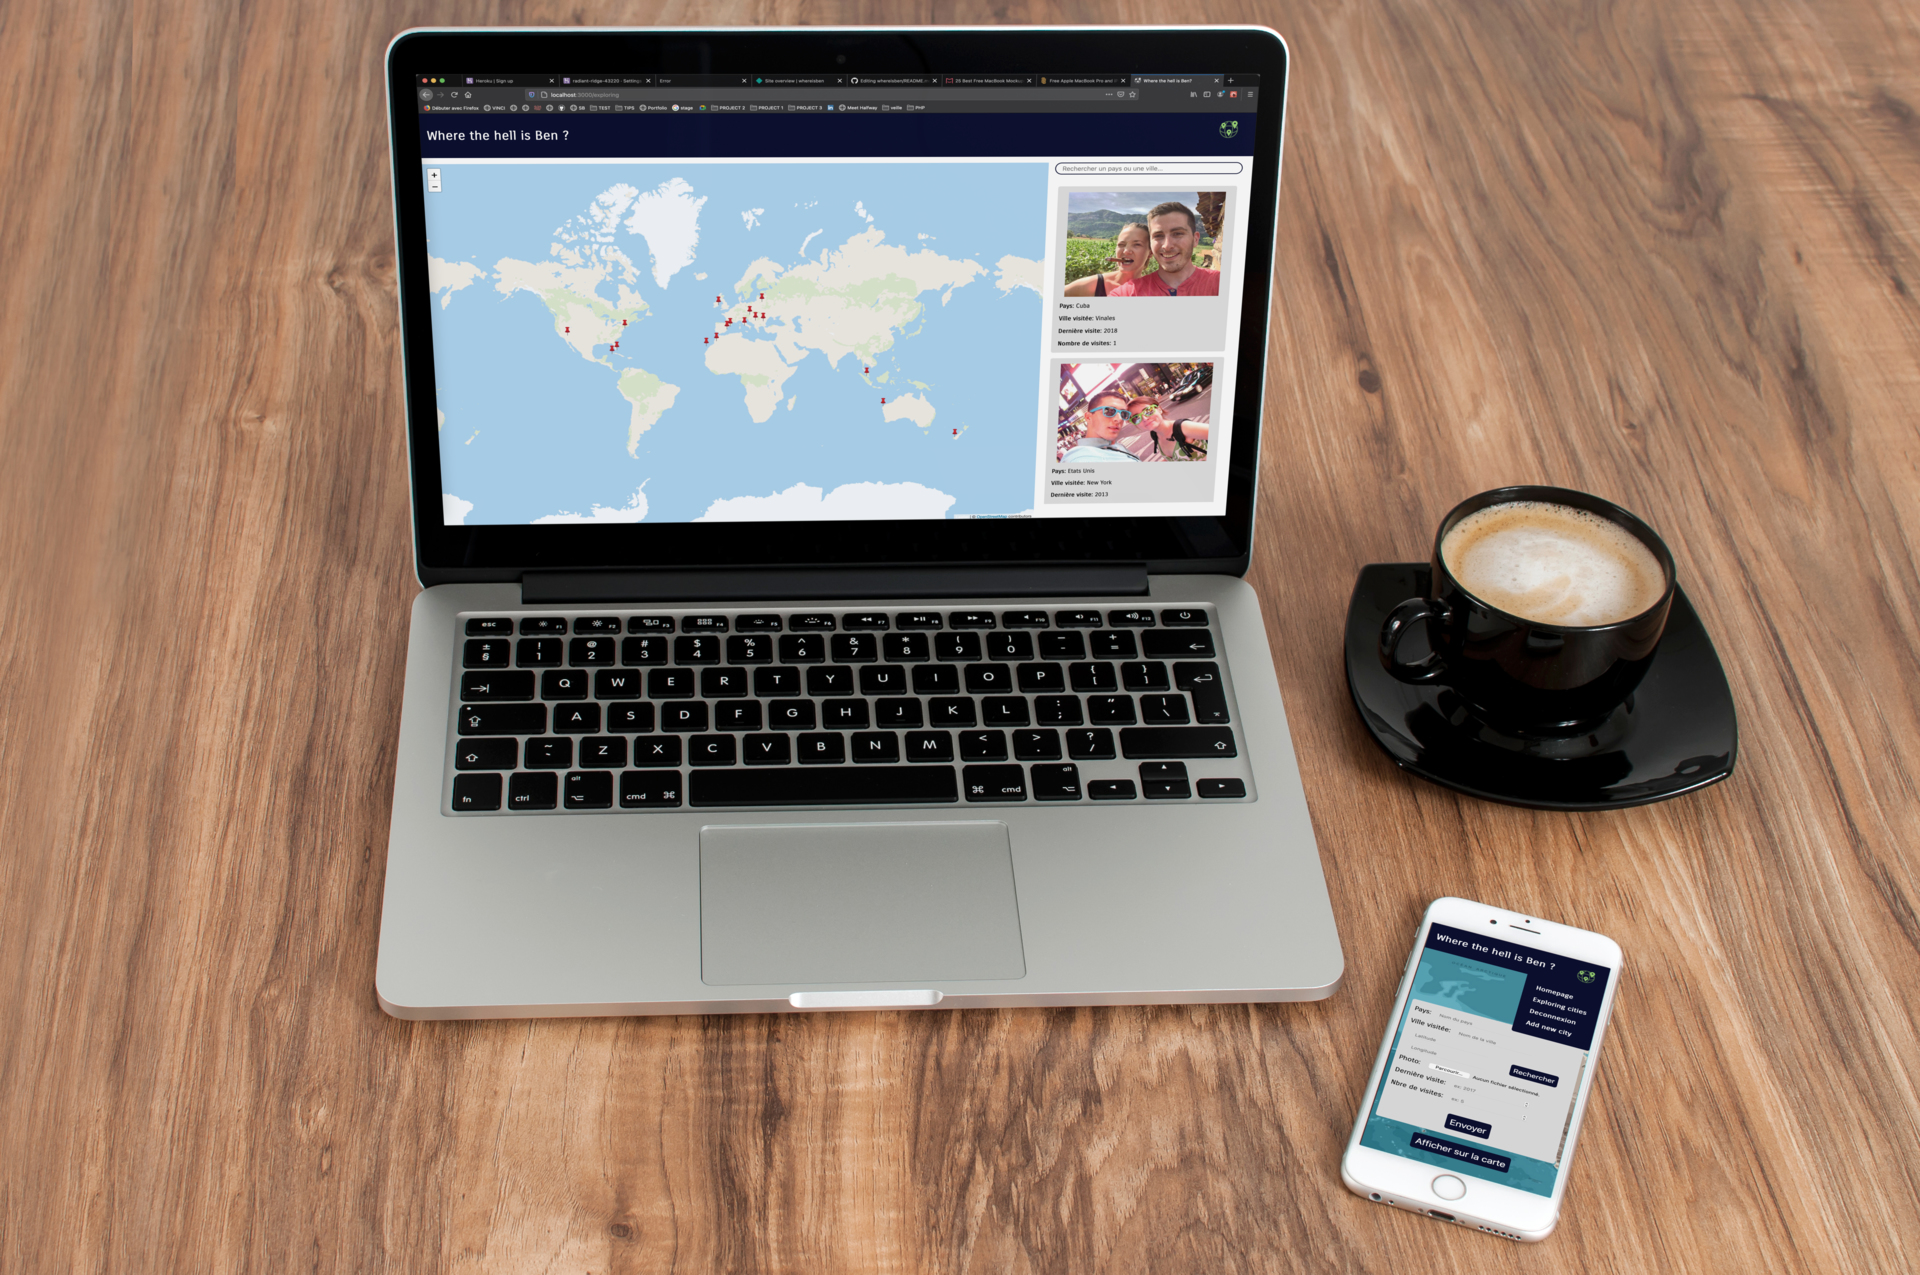 Heroku | Sign up
radiant-ridge-43220 · Setting
Error
Site overview | whereisben
Editing whereisben/README.m
Free Apple MacBook Pro and
Where the hell is Ben?
localhost:3000/exploring
Débuter avec Firefox VINCI SB TEST TIPS Portfolio stage PROJECT 2 PROJECT 1 PROJECT 3 Meet Halfway veille PHP
Where the hell is Ben ?
+
−
Rechercher un pays ou une ville...
Pays: Cuba
Ville visitée: Vinales
Dernière visite: 2018
Nombre de visites: 1
Pays: Etats Unis
Ville visitée: New York
Dernière visite: 2013
© OpenStreetMap contributors
esc F1 F2 F3 F4 F5 F6 F7 F8 F9 F10 F11 F12
± ! @ # $ % ^ & * ( ) _ +
§ 1 2 3 4 5 6 7 8 9 0 - =
Q W E R T Y U I O P { [ } ]
A S D F G H J K L : ; " ' | \
~ Z X C V B N M < , > . ? /
fn ctrl alt cmd cmd alt
Where the hell is Ben ?
Homepage
Exploring cities
Deconnexion
Add new city
Pays: Nom du pays
Ville visitée: Nom de la ville
Latitude
Longitude
Rechercher
Photo: Parcourir... Aucun fichier sélectionné.
Dernière visite: ex: 2017
Nbre de visites: ex: 5
Envoyer
Afficher sur la carte